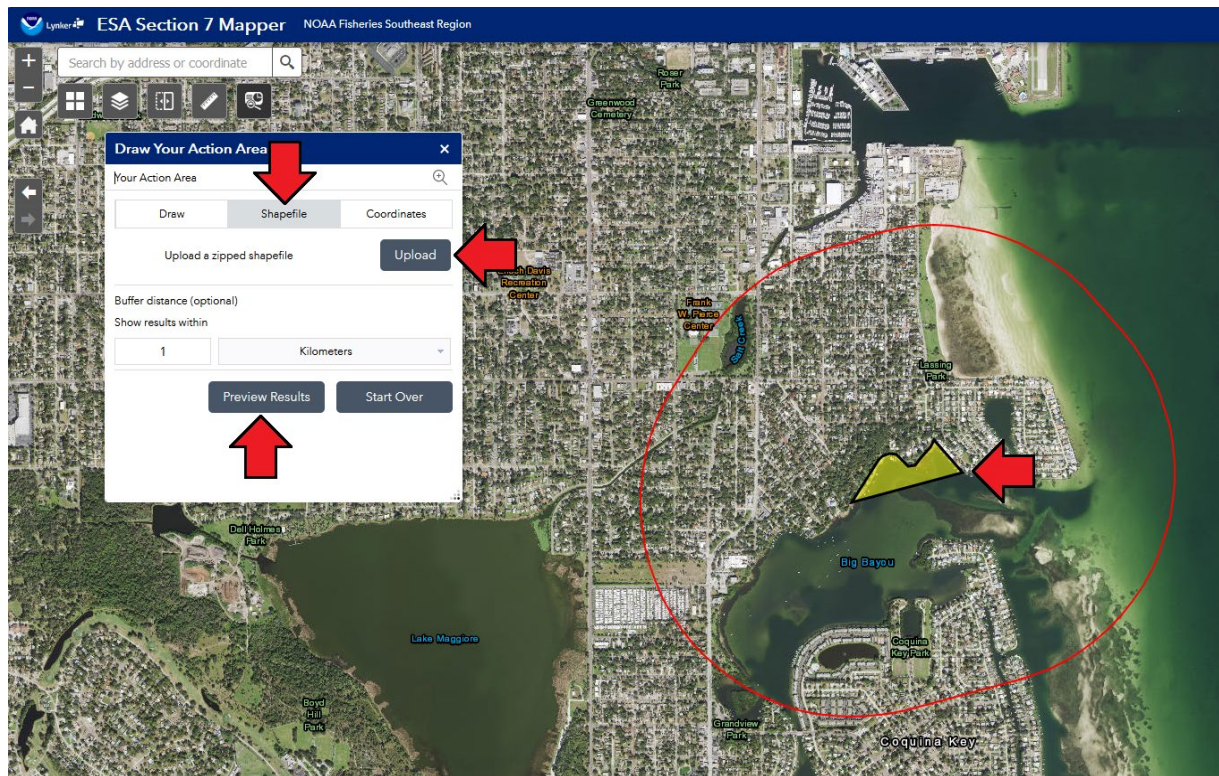 Lynker
ESA Section 7 Mapper
NOAA Fisheries Southeast Region
Search by address or coordinate
Draw Your Action Area
Your Action Area
Draw
Shapefile
Coordinates
Upload a zipped shapefile
Upload
Buffer distance (optional)
Show results within
1
Kilometers
Preview Results
Start Over
Roser
Park
Greenwood
Cemetery
Enoch Davis
Recreation
Center
Frank
W. Pierce
Center
Salt Creek
Lassing
Park
Dell Holmes
Park
Big Bayou
Lake Maggiore
Coquina
Key Park
Boyd
Hill
Park
Grandview
Park
Coquina Key